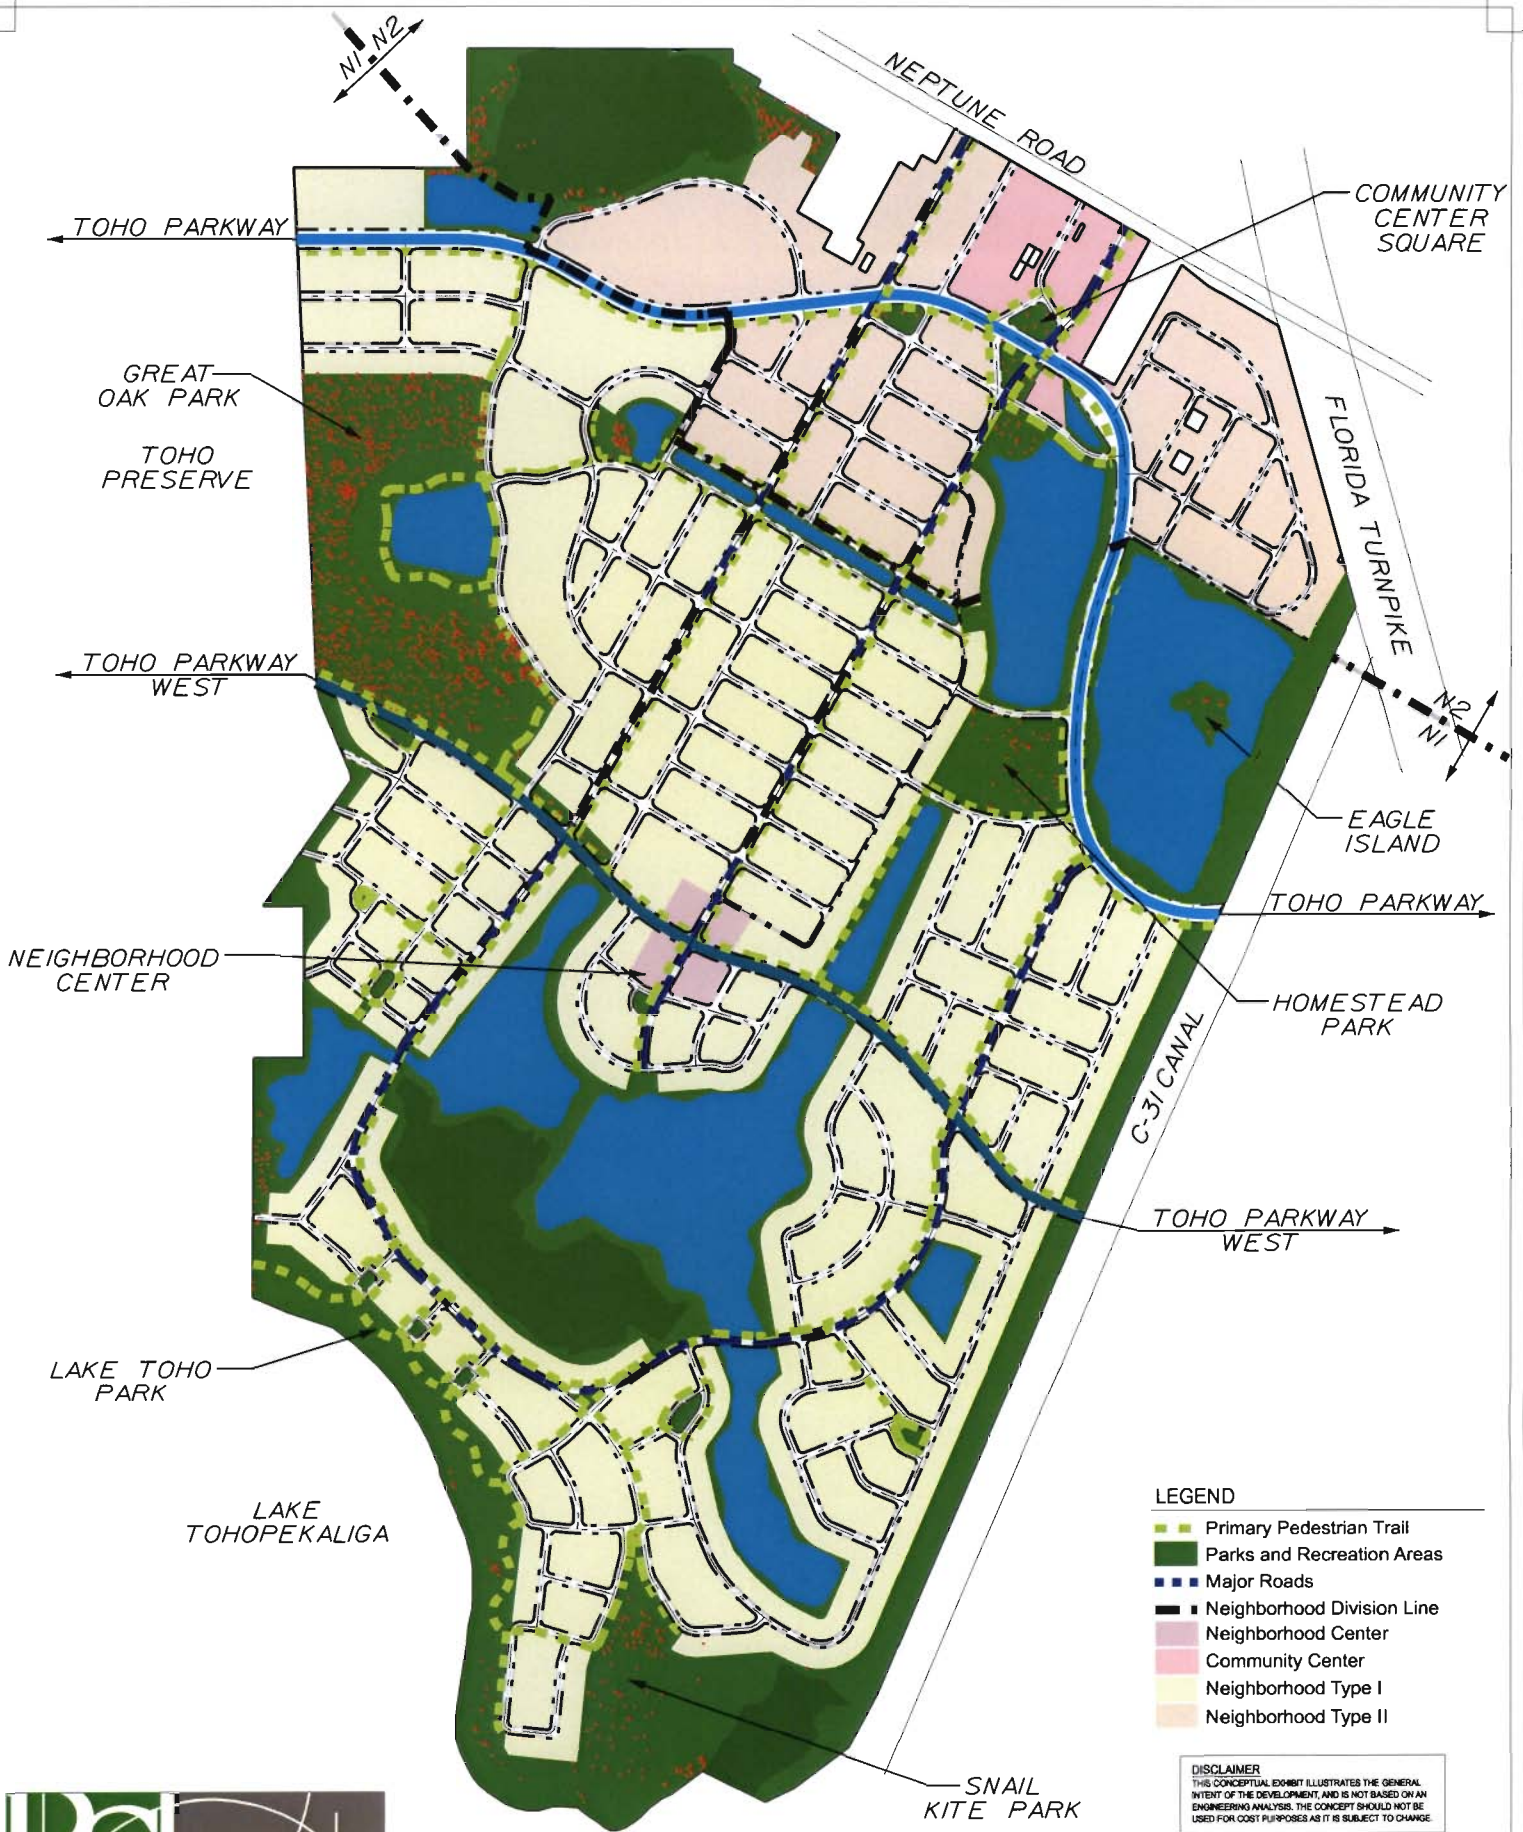 N1 N2
NEPTUNE ROAD
COMMUNITY
CENTER
SQUARE
TOHO PARKWAY
GREAT
OAK PARK
TOHO
PRESERVE
FLORIDA TURNPIKE
TOHO PARKWAY
WEST
N2
N1
EAGLE
ISLAND
TOHO PARKWAY
NEIGHBORHOOD
CENTER
HOMESTEAD
PARK
C-31 CANAL
TOHO PARKWAY
WEST
LAKE TOHO
PARK
LAKE
TOHOPEKALIGA
LEGEND
Primary Pedestrian Trail
Parks and Recreation Areas
Major Roads
Neighborhood Division Line
Neighborhood Center
Community Center
Neighborhood Type I
Neighborhood Type II
SNAIL
KITE PARK
DISCLAIMER
THIS CONCEPTUAL EXHIBIT ILLUSTRATES THE GENERAL
INTENT OF THE DEVELOPMENT, AND IS NOT BASED ON AN
ENGINEERING ANALYSIS. THE CONCEPT SHOULD NOT BE
USED FOR COST PURPOSES AS IT IS SUBJECT TO CHANGE.